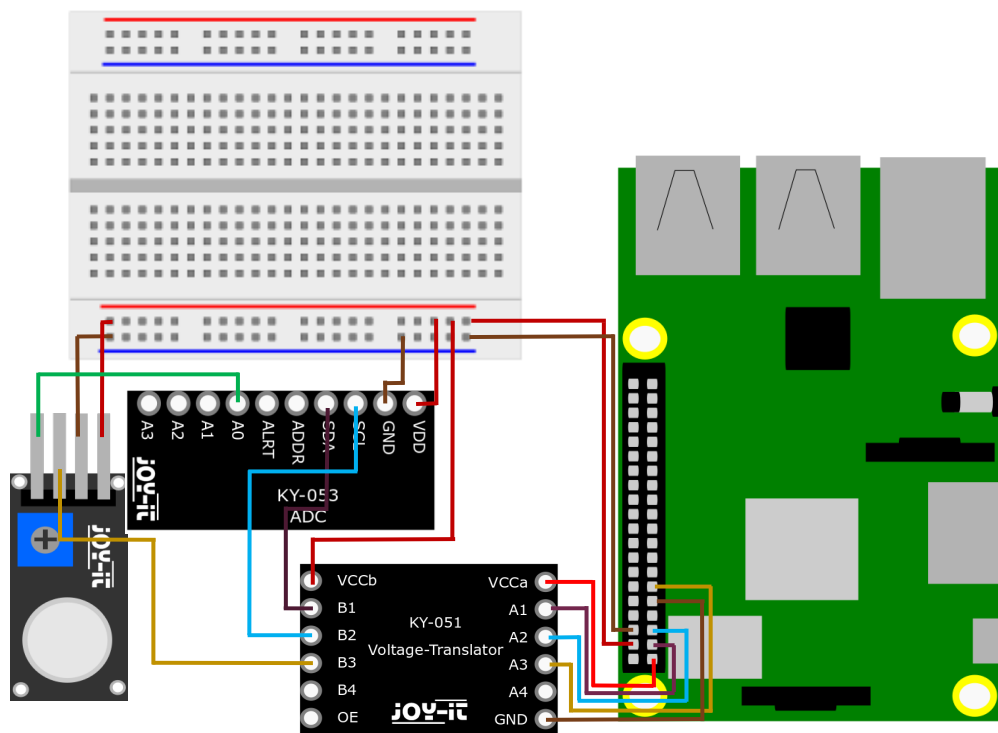 A3
A2
A1
A0
ALRT
ADDR
SDA
SCL
GND
VDD
JOY-IT
KY-053
ADC
JOY-IT
VCCb
B1
B2
B3
B4
OE
KY-051
Voltage-Translator
JOY-IT
VCCa
A1
A2
A3
A4
GND